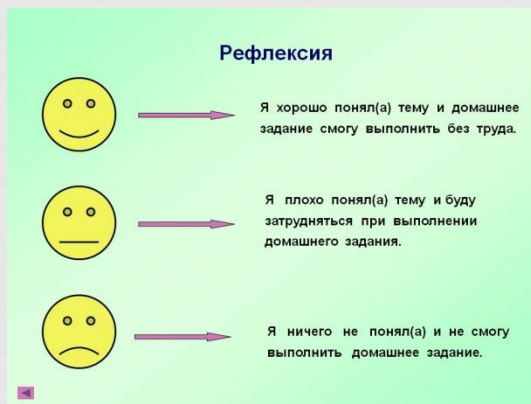 Рефлексия
Я хорошо понял(а) тему и домашнее
задание смогу выполнить без труда.
Я плохо понял(а) тему и буду
затрудняться при выполнении
домашнего задания.
Я ничего не понял(а) и не смогу
выполнить домашнее задание.